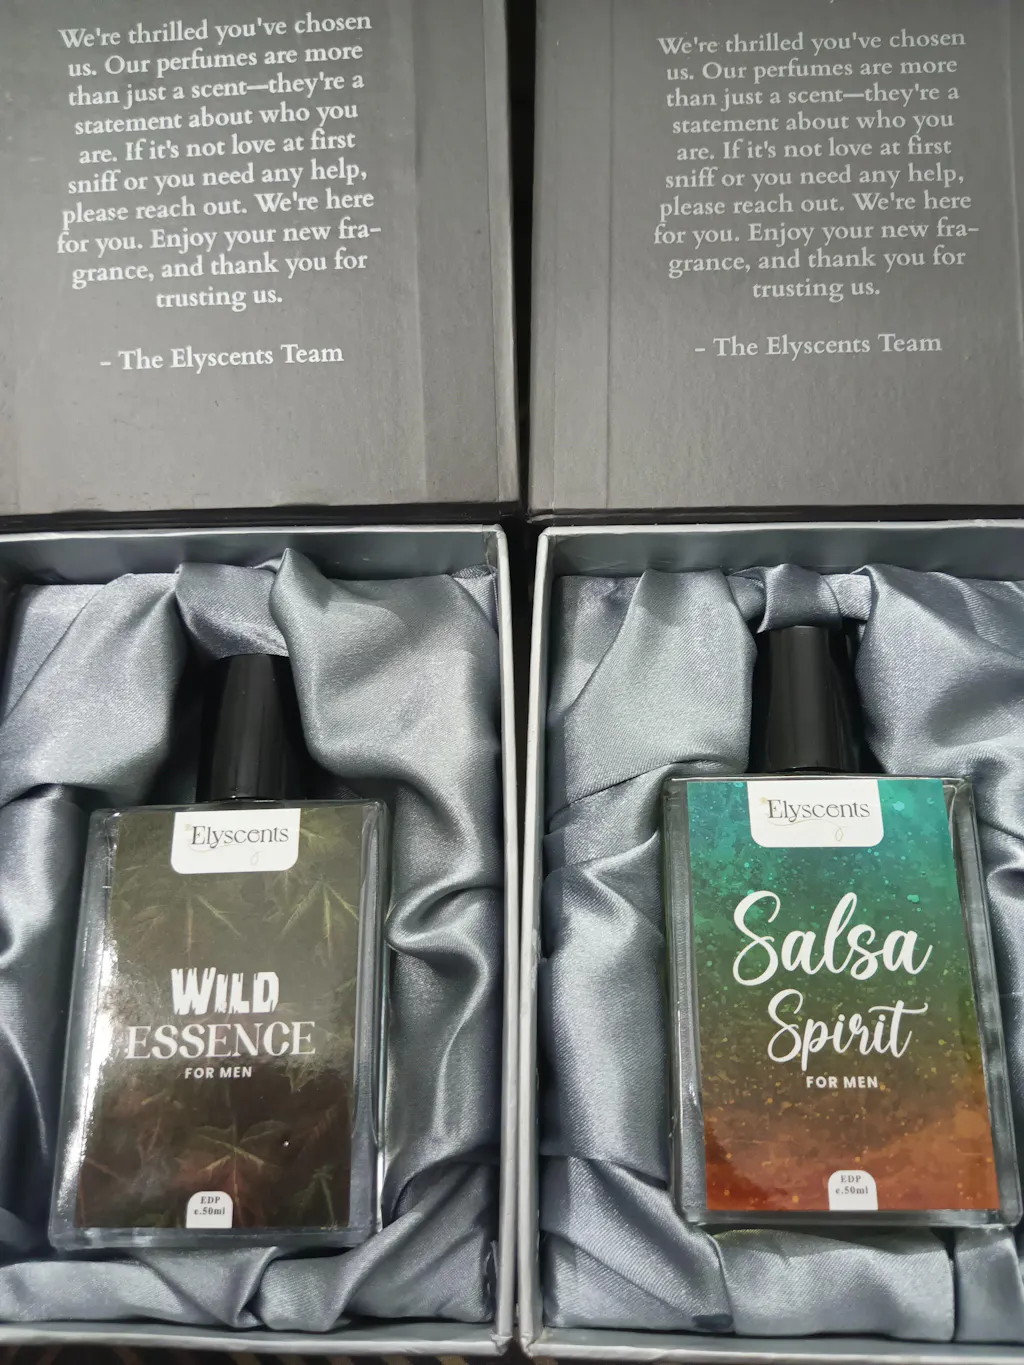 We're thrilled you've chosen
us. Our perfumes are more
than just a scent—they're a
statement about who you
are. If it's not love at first
sniff or you need any help,
please reach out. We're here
for you. Enjoy your new fra-
grance, and thank you for
trusting us.
- The Elyscents Team
We're thrilled you've chosen
us. Our perfumes are more
than just a scent—they're a
statement about who you
are. If it's not love at first
sniff or you need any help,
please reach out. We're here
for you. Enjoy your new fra-
grance, and thank you for
trusting us.
- The Elyscents Team
Elyscents
WILD
ESSENCE
FOR MEN
EDP
e.50ml
Elyscents
Salsa
Spirit
FOR MEN
EDP
e.50ml